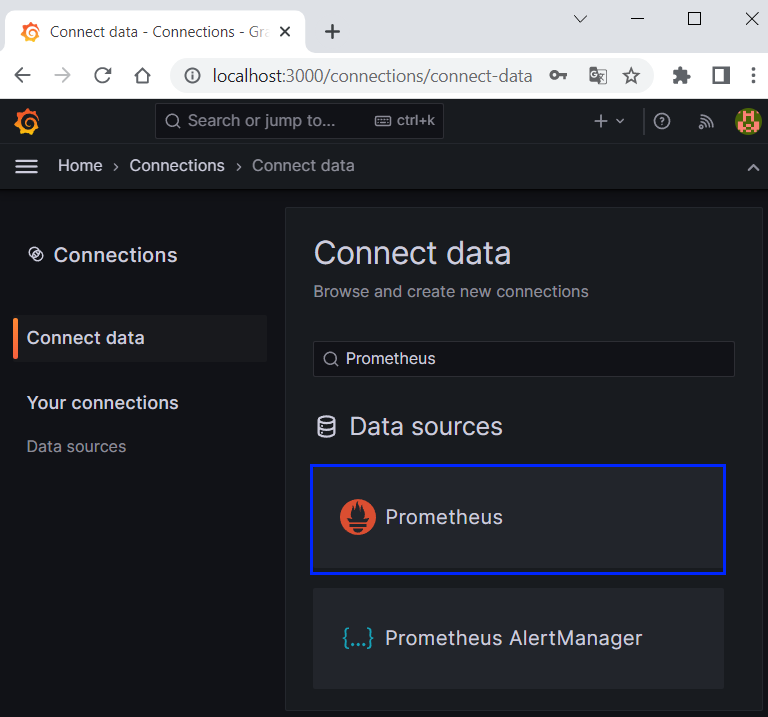 Connect data - Connections - Gra
localhost:3000/connections/connect-data
Search or jump to...
ctrl+k
Home › Connections › Connect data
Connections
Connect data
Your connections
Data sources
Connect data
Browse and create new connections
Prometheus
Data sources
Prometheus
{...} Prometheus AlertManager